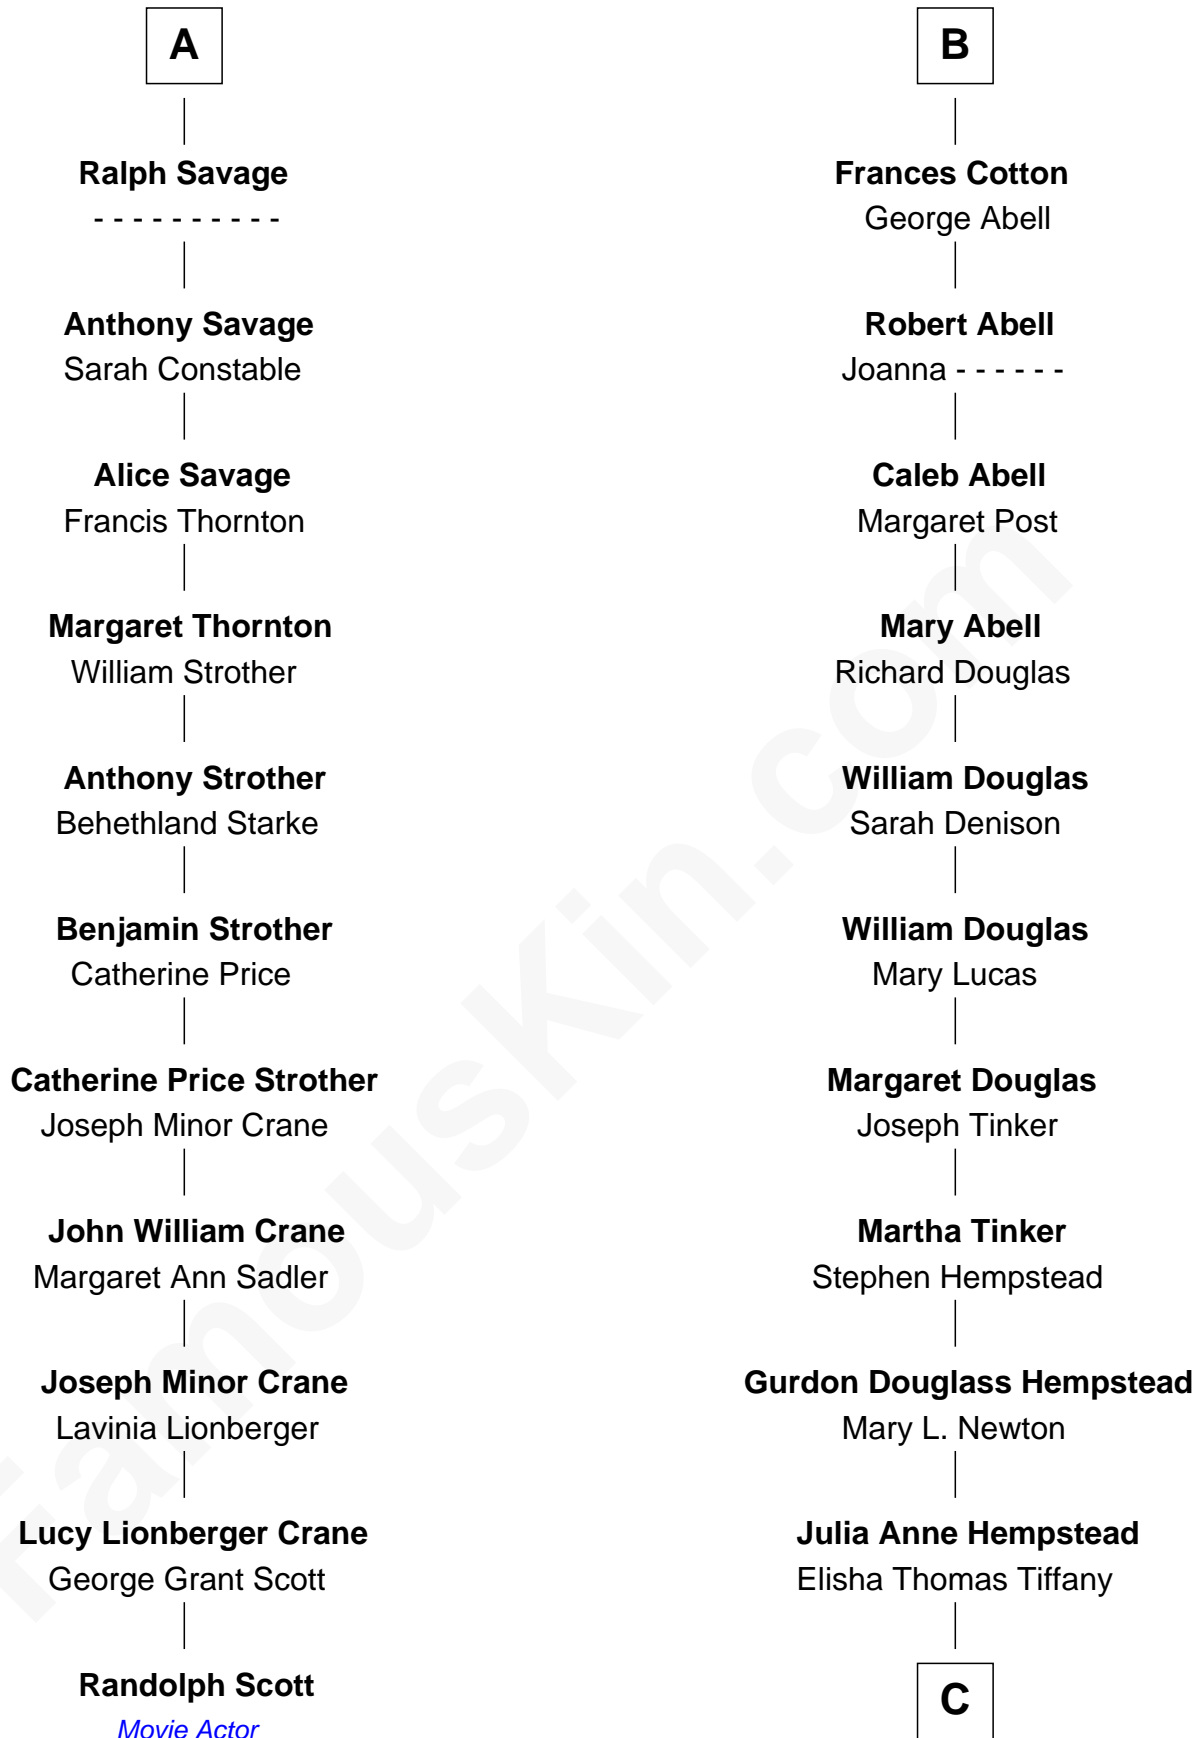 A
Ralph Savage
- - - - - - - - - -
Anthony Savage
Sarah Constable
Alice Savage
Francis Thornton
Margaret Thornton
William Strother
Anthony Strother
Behethland Starke
Benjamin Strother
Catherine Price
Catherine Price Strother
Joseph Minor Crane
John William Crane
Margaret Ann Sadler
Joseph Minor Crane
Lavinia Lionberger
Lucy Lionberger Crane
George Grant Scott
Randolph Scott
Movie Actor
B
Frances Cotton
George Abell
Robert Abell
Joanna - - - - - -
Caleb Abell
Margaret Post
Mary Abell
Richard Douglas
William Douglas
Sarah Denison
William Douglas
Mary Lucas
Margaret Douglas
Joseph Tinker
Martha Tinker
Stephen Hempstead
Gurdon Douglass Hempstead
Mary L. Newton
Julia Anne Hempstead
Elisha Thomas Tiffany
C
FamousKin.com